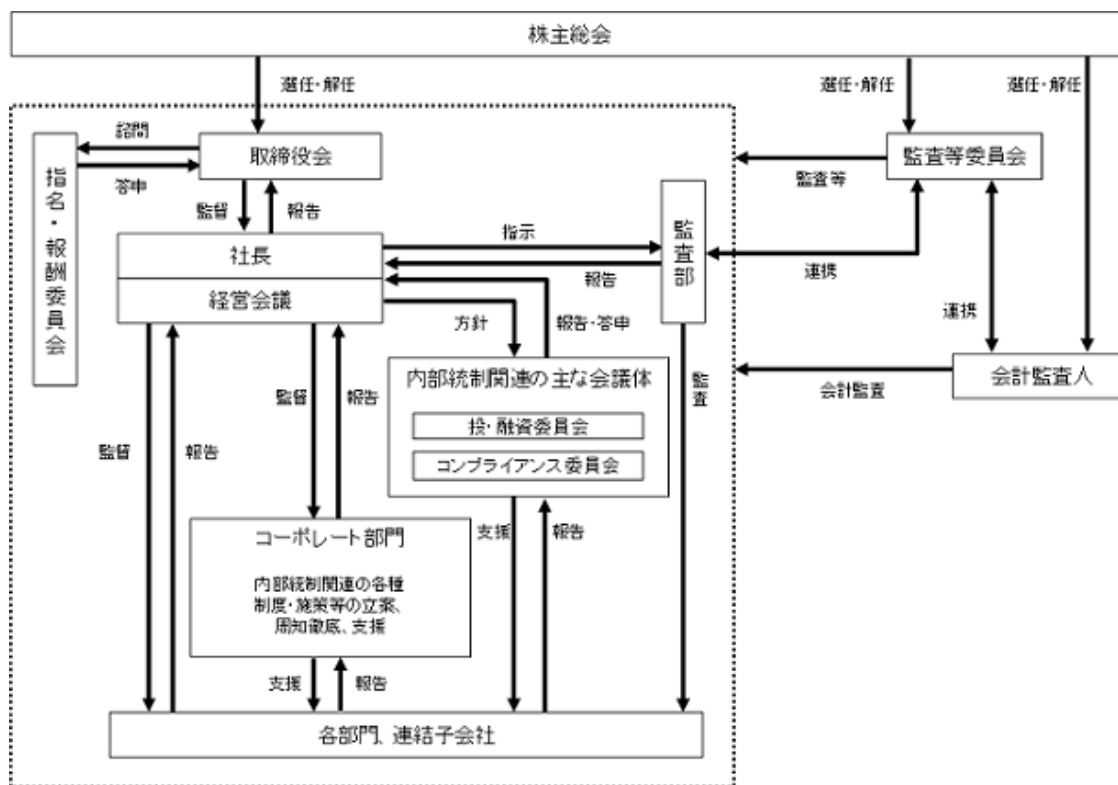 株主総会
選任・解任
選任・解任
選任・解任
諮問
取締役会
監査等委員会
答申
監査等
指名・報酬委員会
監督
報告
監査部
社長
指示
報告
連携
経営会議
方針
報告・答申
連携
内部統制関連の主な会議体
監査
会計監査人
会計監査
投・融資委員会
監督
報告
コンプライアンス委員会
監督
報告
コーポレート部門
支援
報告
内部統制関連の各種
制度・施策等の立案、
周知徹底、支援
支援
報告
各部門、連結子会社